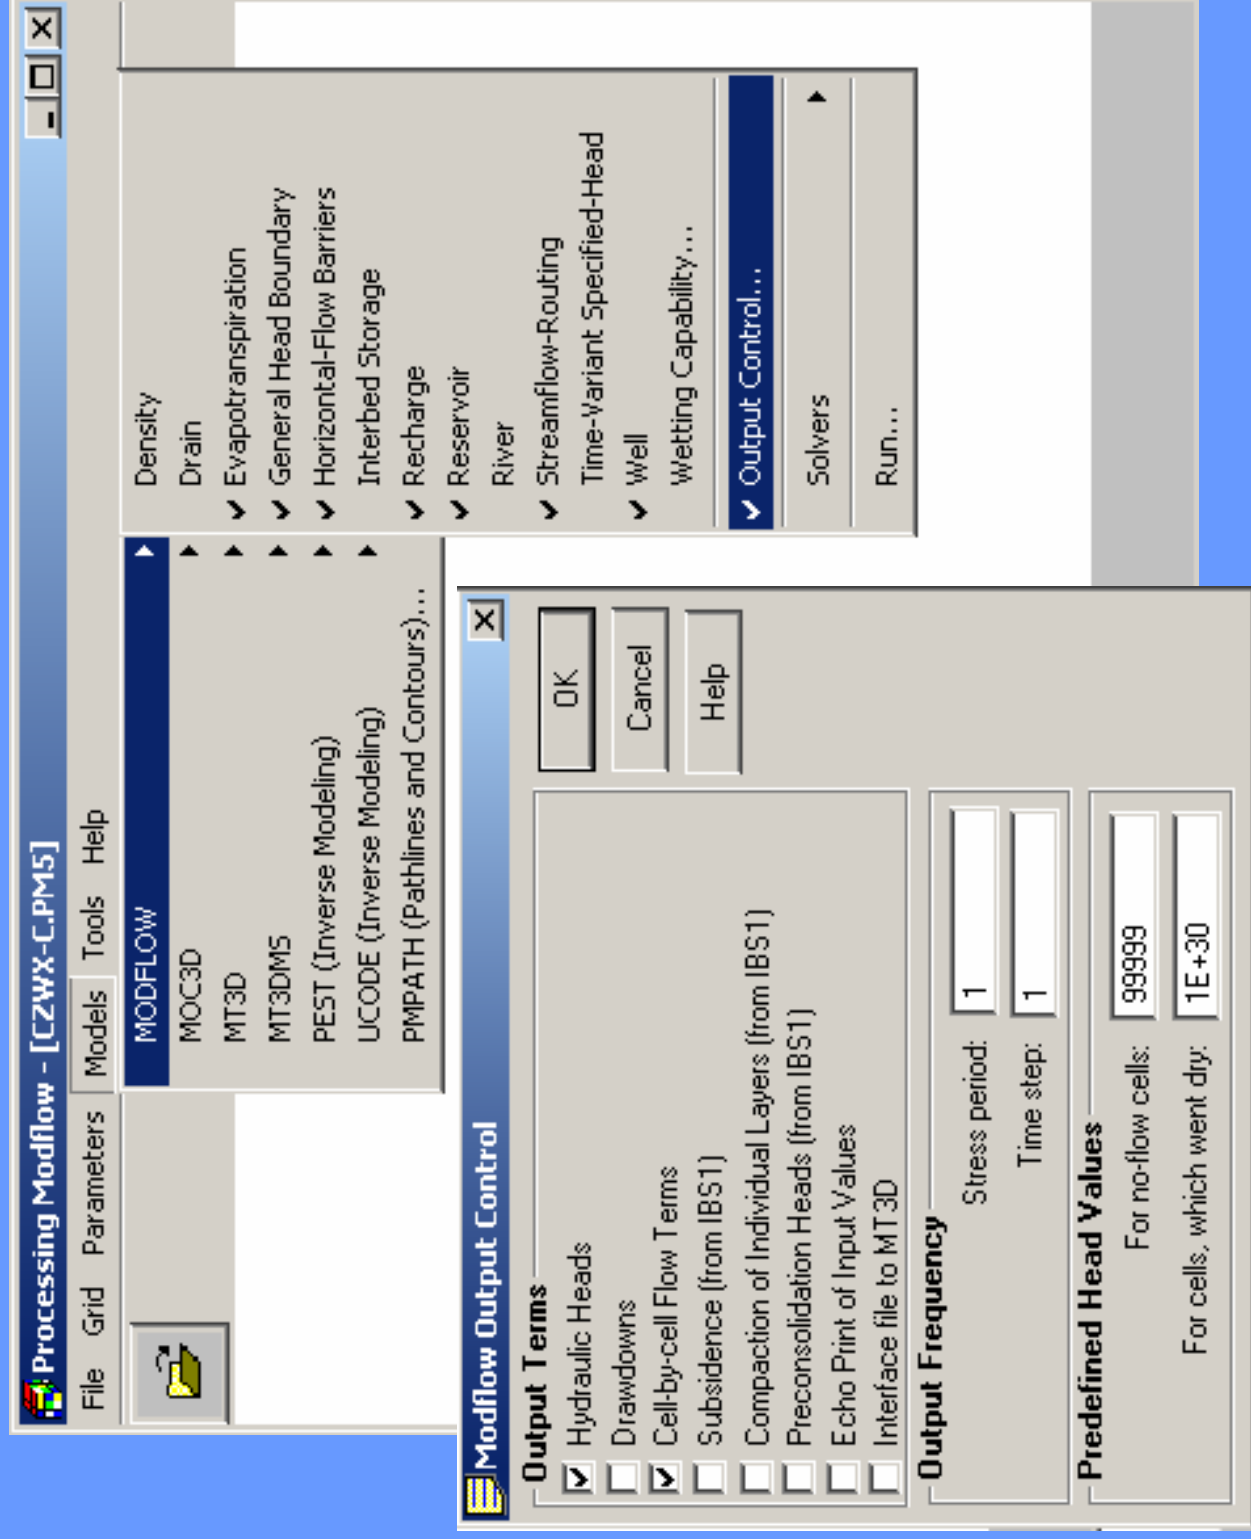 Processing Modflow - [CZWX-C.PM5]
File Grid Parameters Models Tools Help
MODFLOW
MOC3D
MT3D
MT3DMS
PEST (Inverse Modeling)
UCODE (Inverse Modeling)
PMPATH (Pathlines and Contours)...
Density
Drain
Evapotranspiration
General Head Boundary
Horizontal-Flow Barriers
Interbed Storage
Recharge
Reservoir
River
Streamflow-Routing
Time-Variant Specified-Head
Well
Wetting Capability...
Output Control...
Solvers
Run...
Modflow Output Control
Output Terms
Hydraulic Heads
Drawdowns
Cell-by-cell Flow Terms
Subsidence (from IBS1)
Compaction of Individual Layers (from IBS1)
Preconsolidation Heads (from IBS1)
Echo Print of Input Values
Interface file to MT3D
OK
Cancel
Help
Output Frequency
Stress period: 1
Time step: 1
Predefined Head Values
For no-flow cells: 99999
For cells, which went dry: 1E+30